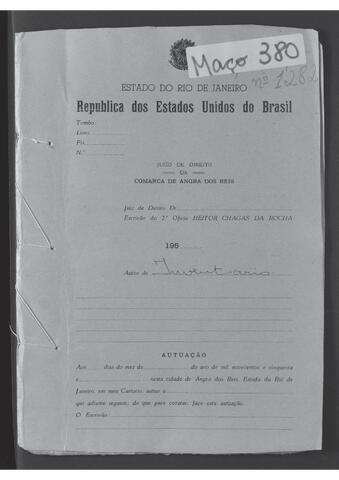 Maço 380
nº 1282
ESTADO DO RIO DE JANEIRO
Republica dos Estados Unidos do Brasil
Tombo:
Livro:
Fls.
N.º
JUIZO DE DIREITO
DA
COMARCA DE ANGRA DOS REIS
Juiz de Direito Dr.
Escrivão do 2.º Ofício HEITOR CHAGAS DA ROCHA
195
Autos de Inventario
AUTUAÇÃO
Aos dias do mez de do ano de mil novecentos e cinquenta
e nesta cidade de Angra dos Reis, Estado do Rio de
Janeiro, em meu Cartorio, autuo a
que adiante seguem; do que para constar, faço esta autuação.
O Escrivão: